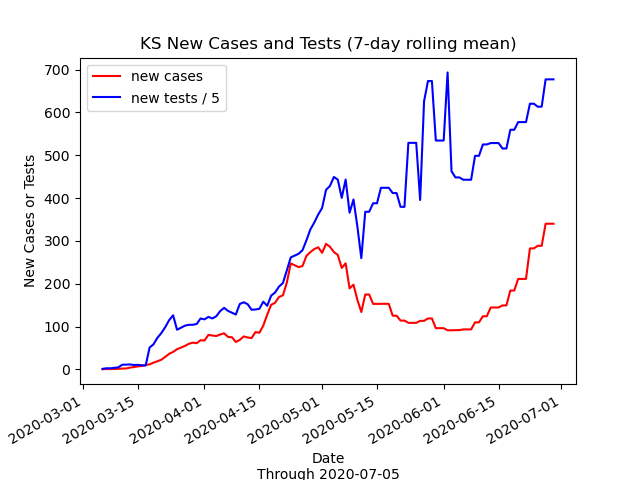 KS New Cases and Tests (7-day rolling mean)
new cases
new tests / 5
New Cases or Tests
700
600
500
400
300
200
100
0
2020-03-01
2020-03-15
2020-04-01
2020-04-15
2020-05-01
2020-05-15
2020-06-01
2020-06-15
2020-07-01
Date
Through 2020-07-05